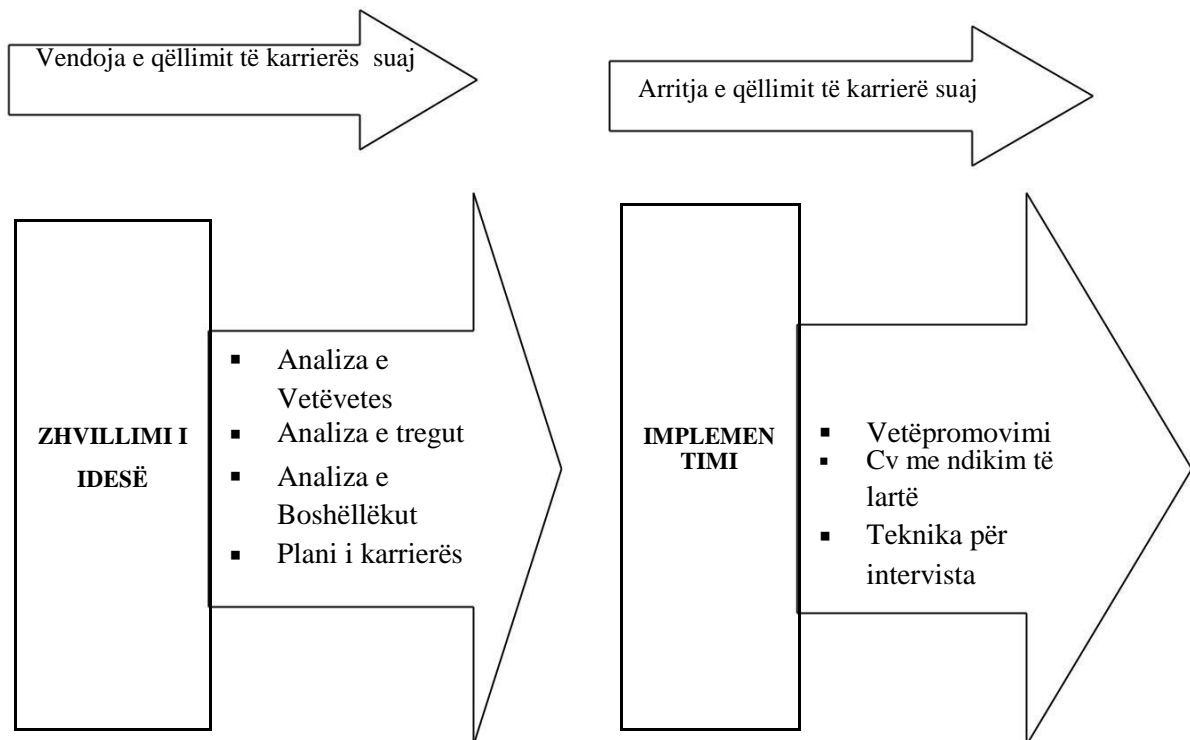 Vendoja e qëllimit të karrierës suaj
Arritja e qëllimit të karrierë suaj
ZHVILLIMI I
IDESË
▪ Analiza e
Vetëvetes
▪ Analiza e tregut
▪ Analiza e
Boshëllëkut
▪ Plani i karrierës
IMPLEMEN
TIMI
▪ Vetëpromovimi
▪ Cv me ndikim të
lartë
▪ Teknika për
intervista